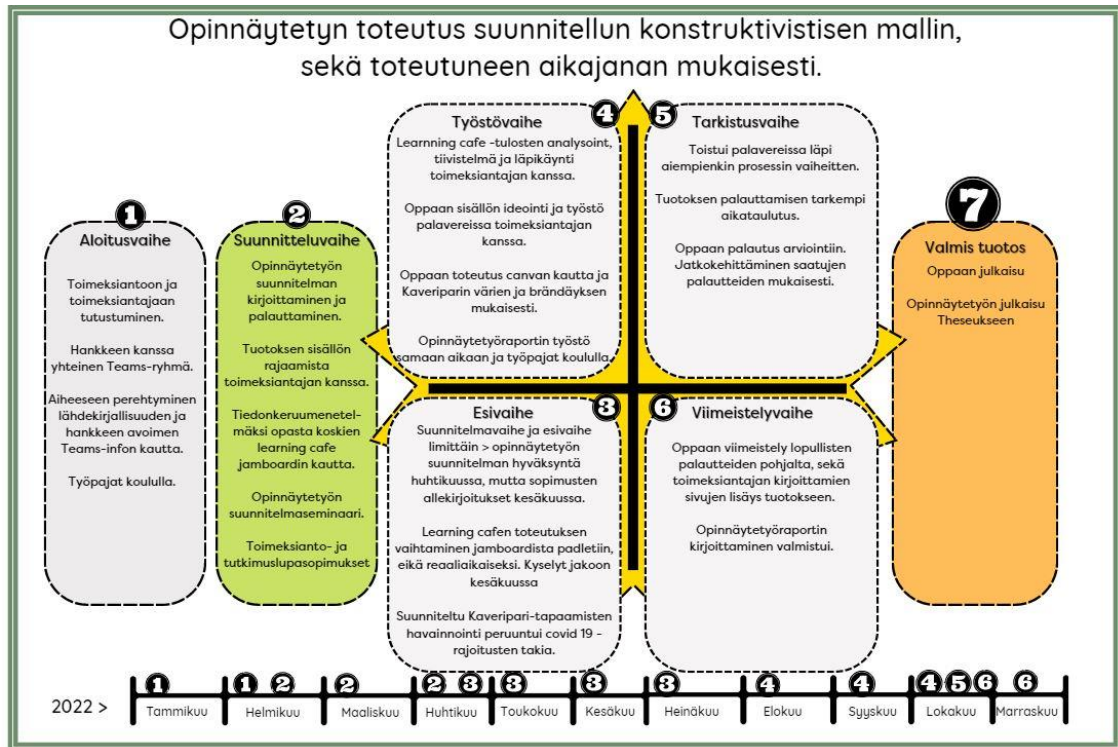 Opinnäytetyn toteutus suunnitellun konstruktivistisen mallin,
sekä toteutuneen aikajanan mukaisesti.
1
Aloitusvaihe
Toimeksiantoon ja
toimeksiantajaan
tutustuminen.
Hankkeen kanssa
yhteinen Teams-ryhmä.
Aiheeseen perehtyminen
lähdekirjallisuuden ja
hankkeen avoimen
Teams-infon kautta.
Työpajat koululla.
2
Suunnitteluvaihe
Opinnäytetyön
suunnitelman
kirjoittaminen ja
palauttaminen.
Tuotoksen sisällön
rajaamista
toimeksiantajan kanssa.
Tiedonkeruumenetel-
mäksi opasta koskien
learning cafe
jamboardin kautta.
Opinnäytetyön
suunnitelmaseminaari.
Toimeksianto- ja
tutkimuslupasopimukset
4
Työstövaihe
Learnning cafe -tulosten analysoint,
tiivistelmä ja läpikäynti
toimeksiantajan kanssa.
Oppaan sisällön ideointi ja työstö
palavereissa toimeksiantajan
kanssa.
Oppaan toteutus canvan kautta ja
Kaveriparin värien ja brändäyksen
mukaisesti.
Opinnäytetyöraportin työstö
samaan aikaan ja työpajat koululla.
3
Esivaihe
Suunnitelmavaihe ja esivaihe
limittäin > opinnäytetyön
suunnitelman hyväksyntä
huhtikuussa, mutta sopimusten
allekirjoitukset kesäkuussa.
Learning cafen toteutuksen
vaihtaminen jamboardista padletiin,
eikä reaaliaikaiseksi. Kyselyt jakoon
kesäkuussa
Suunniteltu Kaveripari-tapaamisten
havainnointi peruuntui covid 19 -
rajoitusten takia.
5
Tarkistusvaihe
Toistui palavereissa läpi
aiempienkin prosessin vaiheitten.
Tuotoksen palauttamisen tarkempi
aikataulutus.
Oppaan palautus arviointiin.
Jatkokehittäminen saatujen
palautteiden mukaisesti.
6
Viimeistelyvaihe
Oppaan viimeistely lopullisten
palautteiden pohjalta, sekä
toimeksiantajan kirjoittamien
sivujen lisäys tuotokseen.
Opinnäytetyöraportin
kirjoittaminen valmistui.
7
Valmis tuotos
Oppaan julkaisu
Opinnäytetyön julkaisu
Theseukseen
1 1 2 2 2 3 3 3 3 4 4 4 5 6 6
2022 > Tammikuu Helmikuu Maaliskuu Huhtikuu Toukokuu Kesäkuu Heinäkuu Elokuu Syyskuu Lokakuu Marraskuu